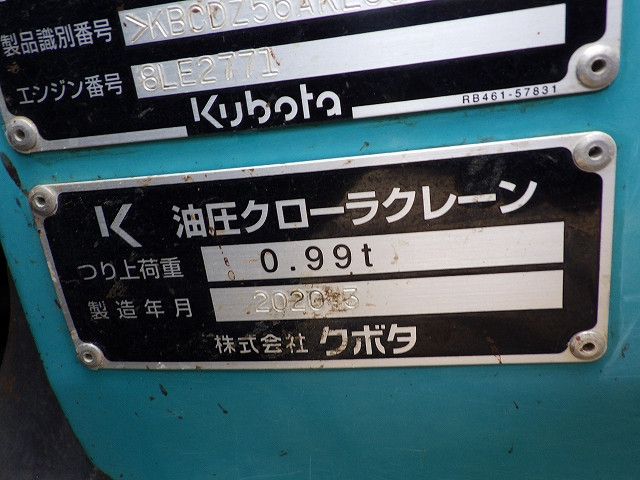 製品識別番号
エンジン番号 8LE2771
Kubota RB461-57831
K 油圧クローラクレーン
つり上荷重 0.99t
製造年月
株式会社 クボタ